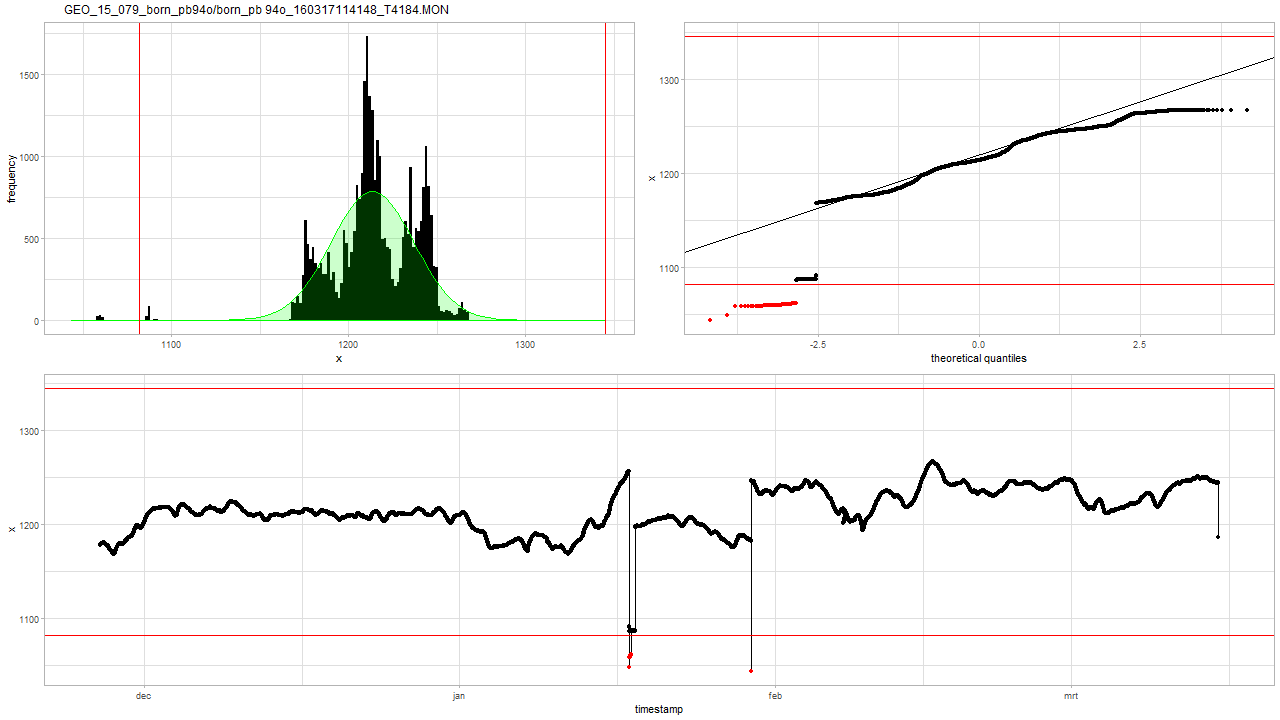 GEO_15_079_born_pb94o/born_pb 94o_160317114148_T4184.MON
frequency
1500
1000
500
0
1100
1200
1300
x
x
1300
1200
1100
-2.5
0.0
2.5
theoretical quantiles
x
1300
1200
1100
dec
jan
feb
mrt
timestamp